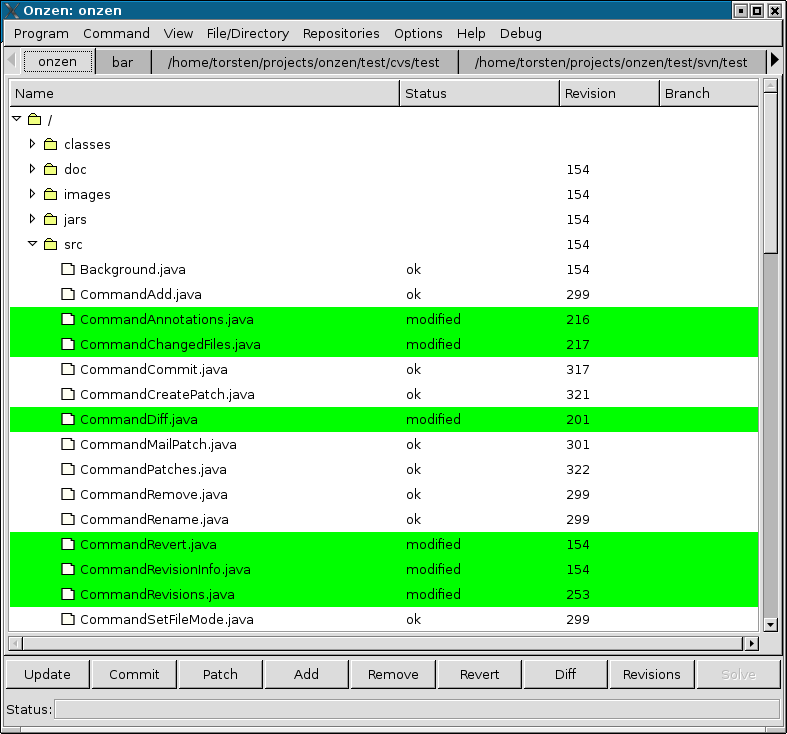 Onzen: onzen
Program Command View File/Directory Repositories Options Help Debug
onzen bar /home/torsten/projects/onzen/test/cvs/test /home/torsten/projects/onzen/test/svn/test
Name Status Revision Branch
/
classes
doc 154
images 154
jars 154
src 154
Background.java ok 154
CommandAdd.java ok 299
CommandAnnotations.java modified 216
CommandChangedFiles.java modified 217
CommandCommit.java ok 317
CommandCreatePatch.java ok 321
CommandDiff.java modified 201
CommandMailPatch.java ok 301
CommandPatches.java ok 322
CommandRemove.java ok 299
CommandRename.java ok 299
CommandRevert.java modified 154
CommandRevisionInfo.java modified 154
CommandRevisions.java modified 253
CommandSetFileMode.java ok 299
Update Commit Patch Add Remove Revert Diff Revisions Solve
Status: